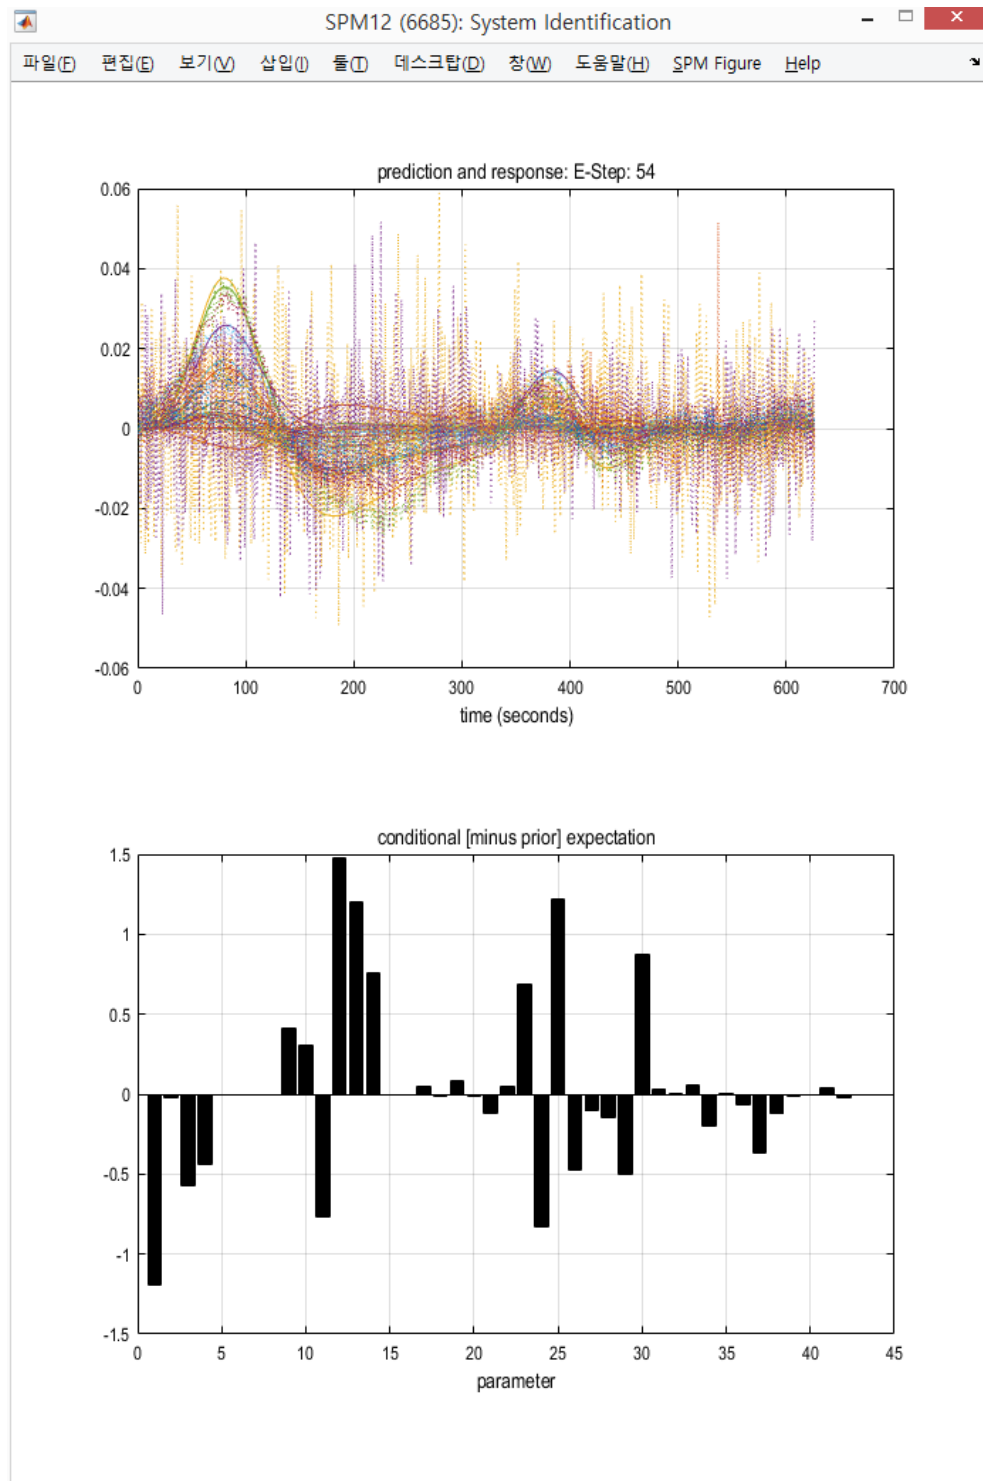 SPM12 (6685): System Identification
파일(F) 편집(E) 보기(V) 삽입(I) 툴(T) 데스크탑(D) 창(W) 도움말(H) SPM Figure Help
prediction and response: E-Step: 54
0.06
0.04
0.02
0
-0.02
-0.04
-0.06
0 100 200 300 400 500 600 700
time (seconds)
conditional [minus prior] expectation
1.5
1
0.5
0
-0.5
-1
-1.5
0 5 10 15 20 25 30 35 40 45
parameter